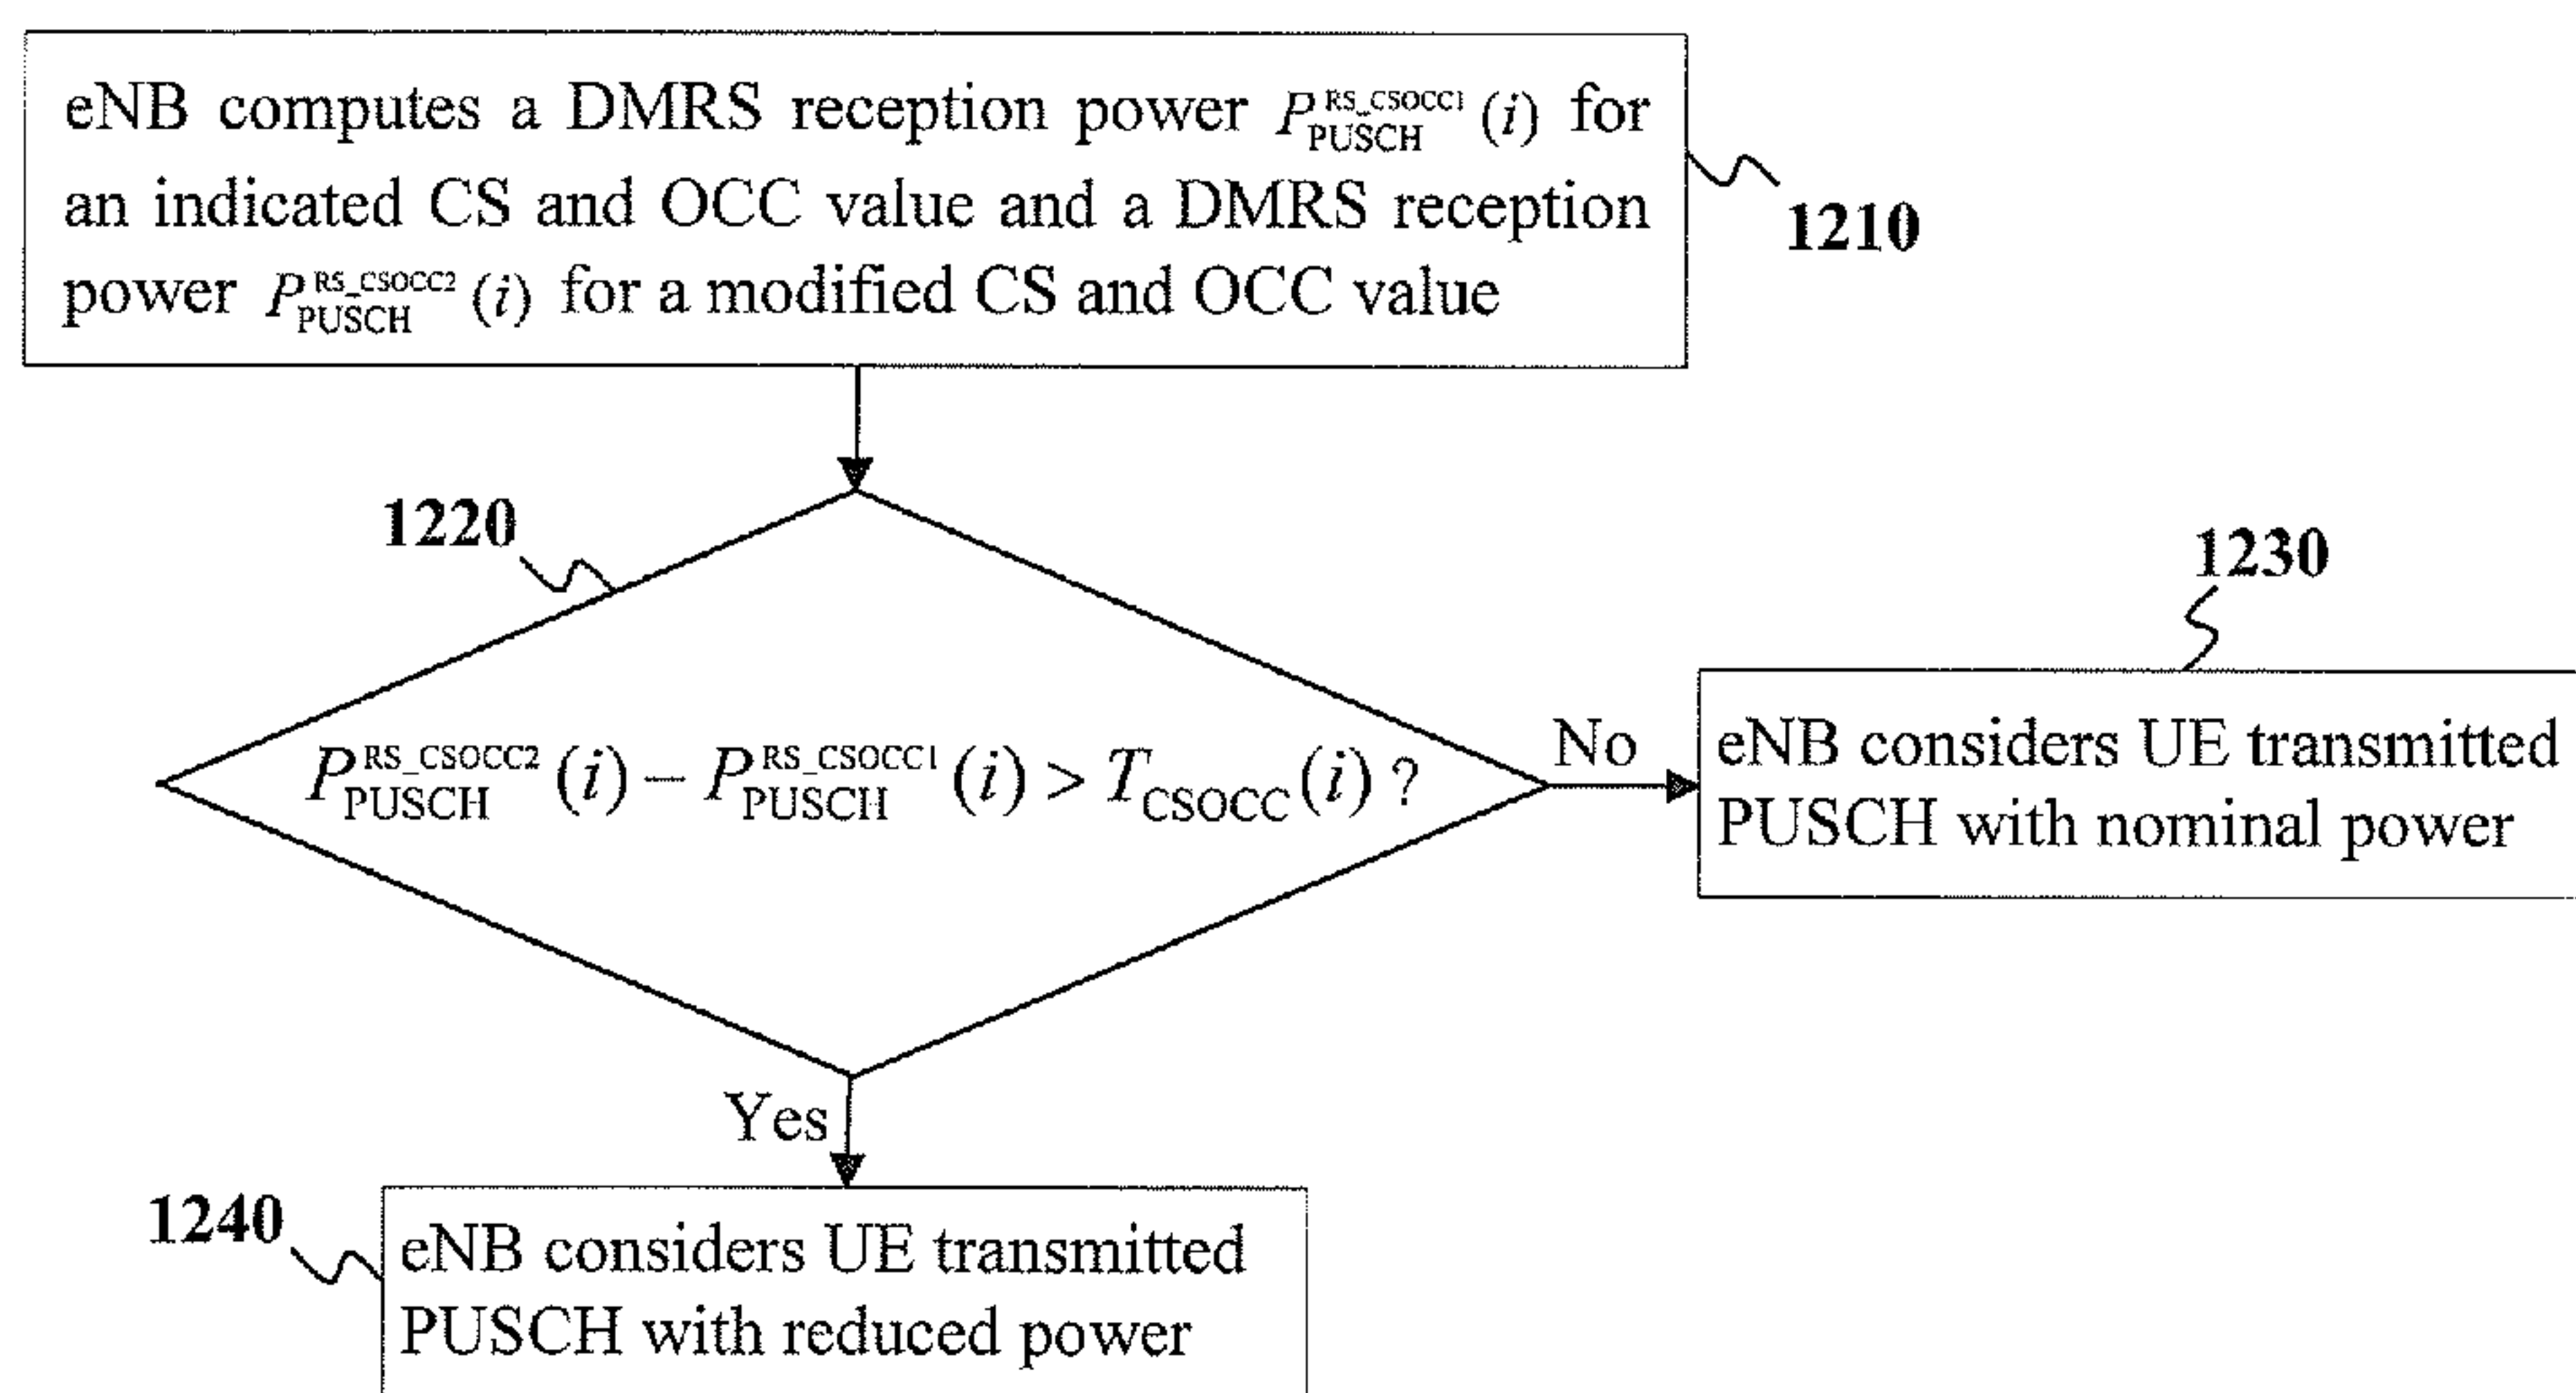 eNB computes a DMRS reception power P_PUSCH^RS_CSOCC1 (i) for
an indicated CS and OCC value and a DMRS reception
power P_PUSCH^RS_CSOCC2 (i) for a modified CS and OCC value
1210
1220
P_PUSCH^RS_CSOCC2 (i) – P_PUSCH^RS_CSOCC1 (i) > T_CSOCC (i) ?
No
1230
eNB considers UE transmitted
PUSCH with nominal power
Yes
1240
eNB considers UE transmitted
PUSCH with reduced power